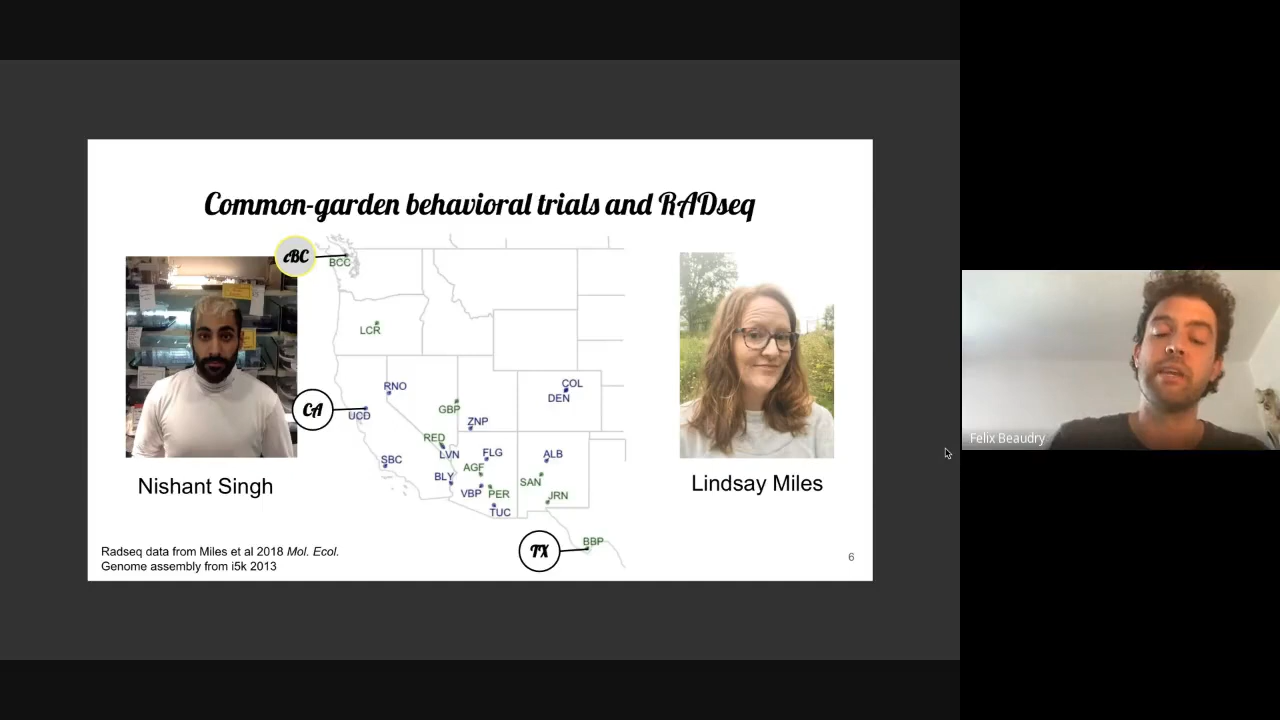 Common-garden behavioral trials and RADseq
cBC
BCC
LCR
RNO
COL
DEN
GBP
CA
UCD
ZNP
RED
LVN
FLG
ALB
SBC
AGF
BLY
SAN
VBP
PER
JRN
TUC
Nishant Singh
Lindsay Miles
BBP
TX
Radseq data from Miles et al 2018 Mol. Ecol.
Genome assembly from i5k 2013
6
Felix Beaudry